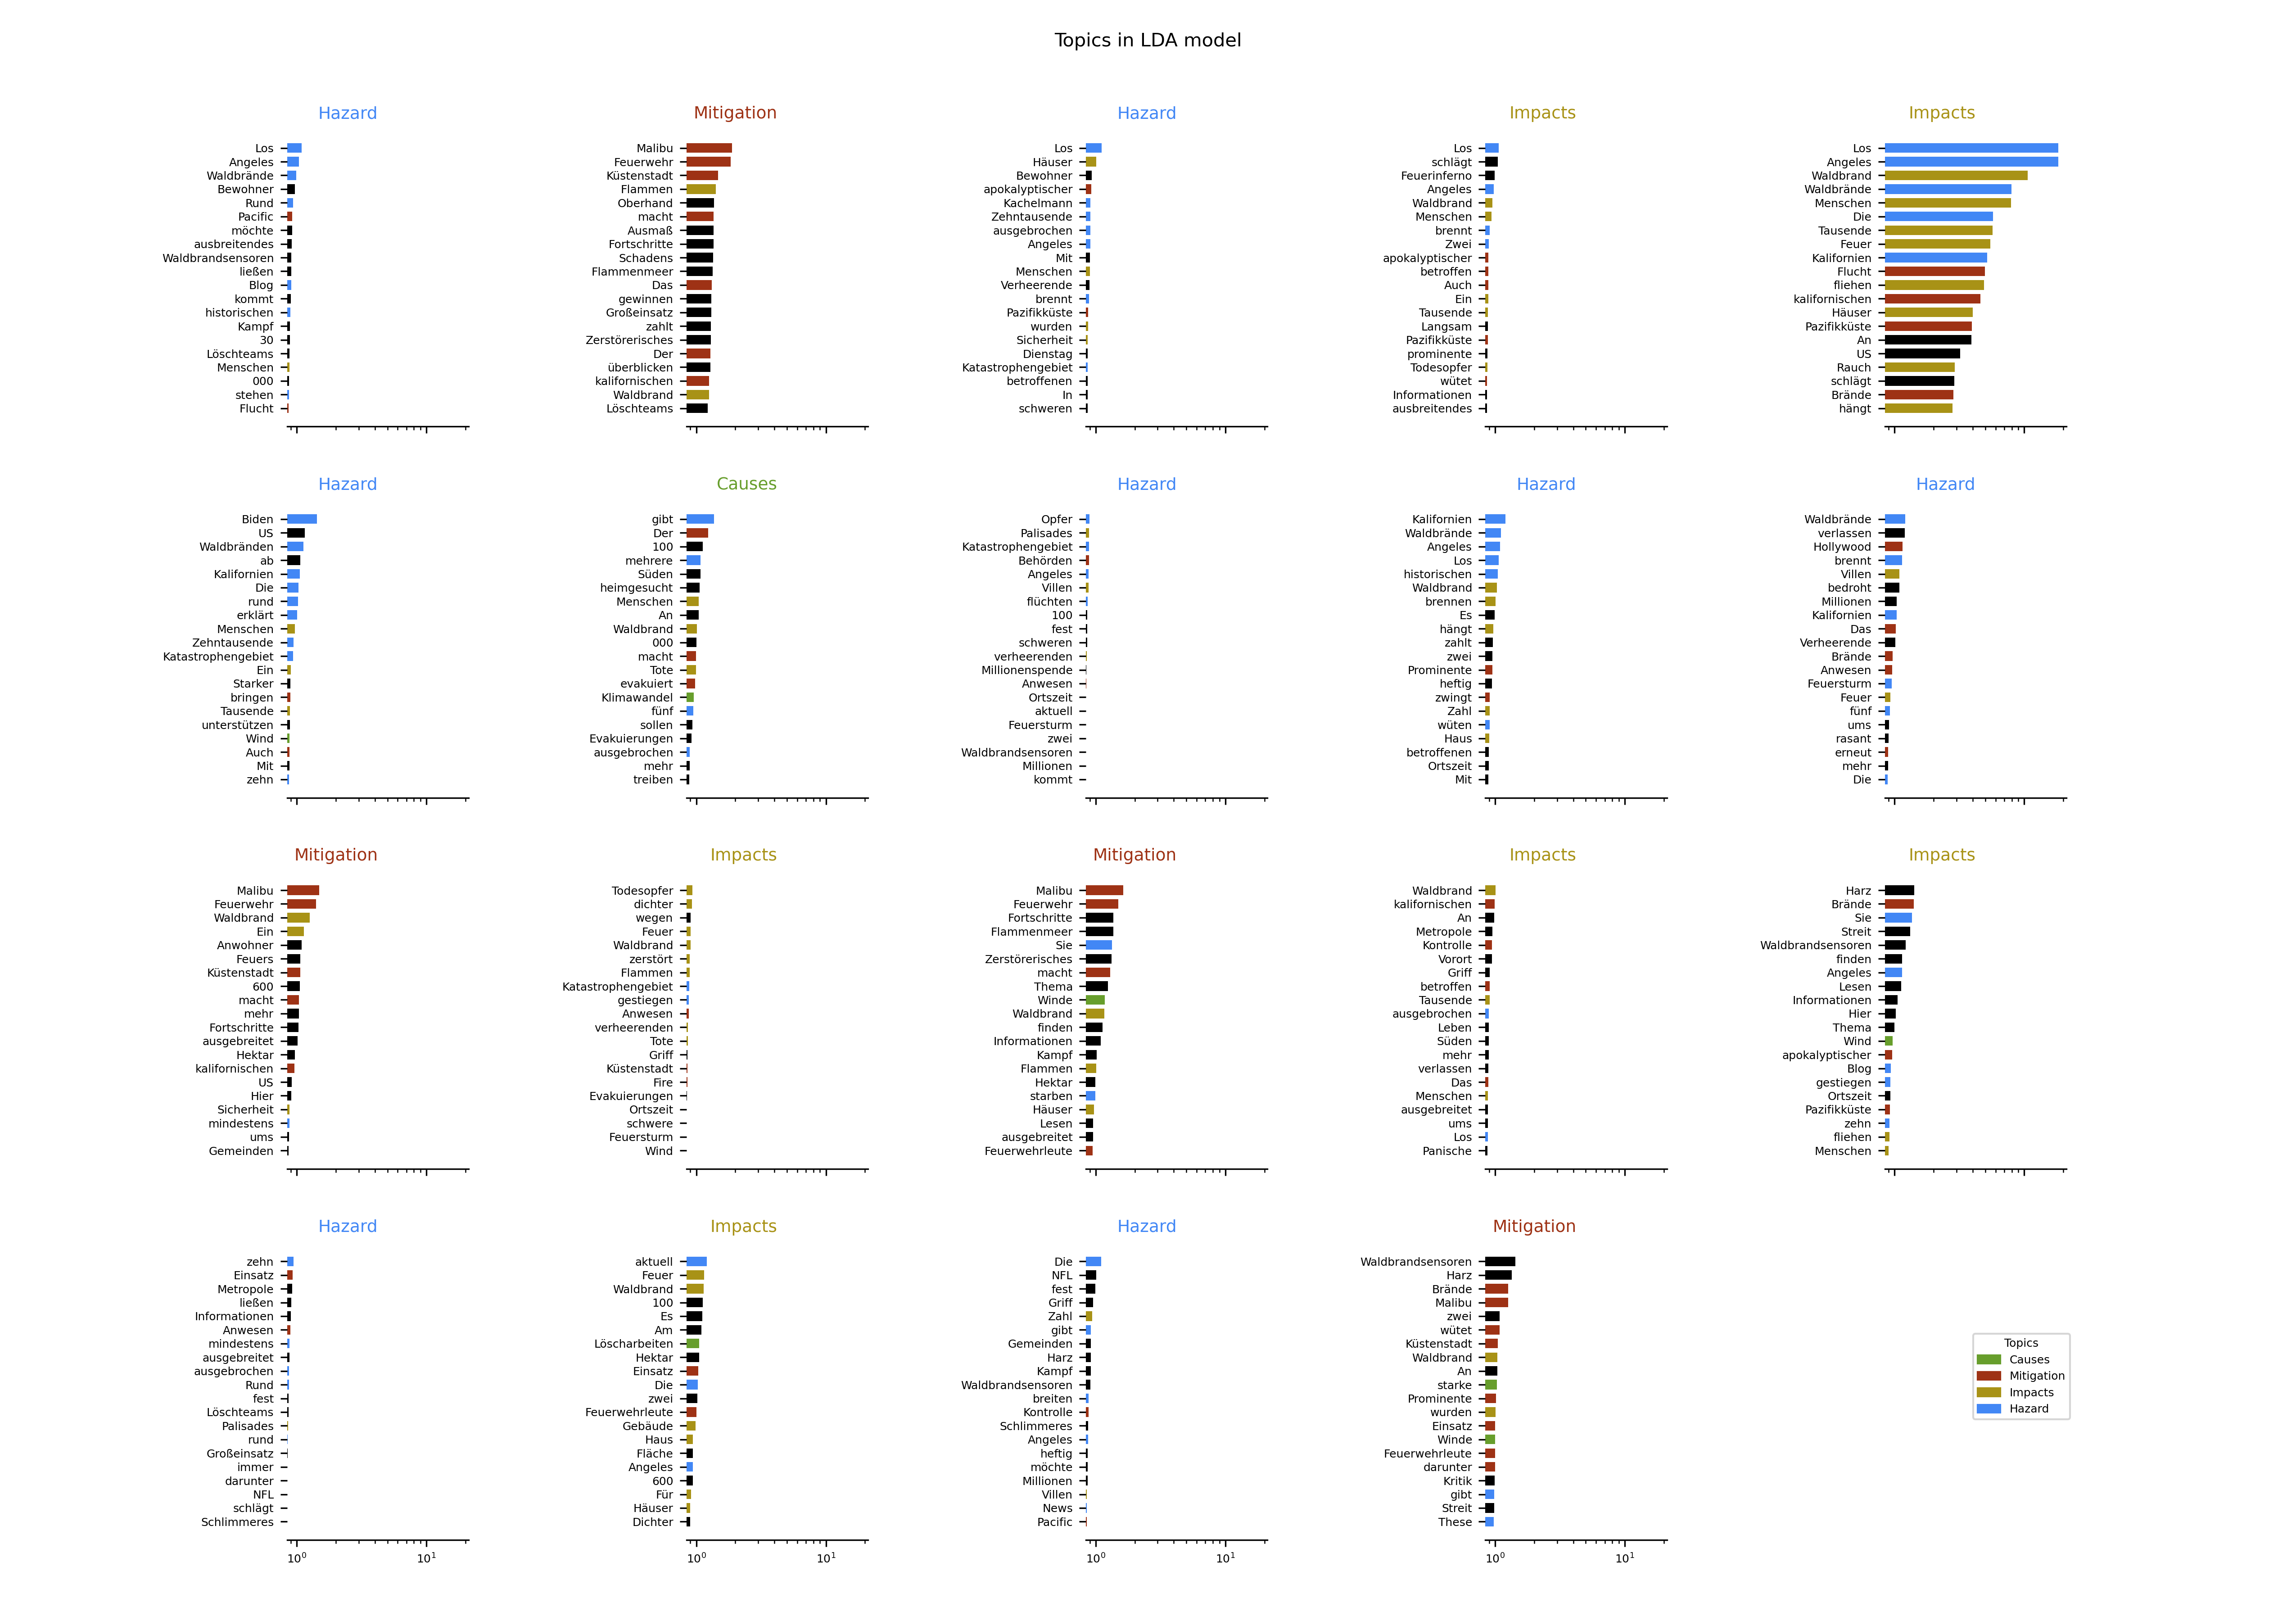 Topics in LDA model
Hazard
Los
Angeles
Waldbrände
Bewohner
Rund
Pacific
möchte
ausbreitendes
Waldbrandsensoren
ließen
Blog
kommt
historischen
Kampf
30
Löschteams
Menschen
000
stehen
Flucht
Mitigation
Malibu
Feuerwehr
Küstenstadt
Flammen
Oberhand
macht
Ausmaß
Fortschritte
Schadens
Flammenmeer
Das
gewinnen
Großeinsatz
zahlt
Zerstörerisches
Der
überblicken
kalifornischen
Waldbrand
Löschteams
Hazard
Los
Häuser
Bewohner
apokalyptischer
Kachelmann
Zehntausende
ausgebrochen
Angeles
Mit
Menschen
Verheerende
brennt
Pazifikküste
wurden
Sicherheit
Dienstag
Katastrophengebiet
betroffenen
In
schweren
Impacts
Los
schlägt
Feuerinferno
Angeles
Waldbrand
Menschen
brennt
Zwei
apokalyptischer
betroffen
Auch
Ein
Tausende
Langsam
Pazifikküste
prominente
Todesopfer
wütet
Informationen
ausbreitendes
Impacts
Los
Angeles
Waldbrand
Waldbrände
Menschen
Die
Tausende
Feuer
Kalifornien
Flucht
fliehen
kalifornischen
Häuser
Pazifikküste
An
US
Rauch
schlägt
Brände
hängt
Hazard
Biden
US
Waldbränden
ab
Kalifornien
Die
rund
erklärt
Menschen
Zehntausende
Katastrophengebiet
Ein
Starker
bringen
Tausende
unterstützen
Wind
Auch
Mit
zehn
Causes
gibt
Der
100
mehrere
Süden
heimgesucht
Menschen
An
Waldbrand
000
macht
Tote
evakuiert
Klimawandel
fünf
sollen
Evakuierungen
ausgebrochen
mehr
treiben
Hazard
Opfer
Palisades
Katastrophengebiet
Behörden
Angeles
Villen
flüchten
100
fest
schweren
verheerenden
Millionenspende
Anwesen
Ortszeit
aktuell
Feuersturm
zwei
Waldbrandsensoren
Millionen
kommt
Hazard
Kalifornien
Waldbrände
Angeles
Los
historischen
Waldbrand
brennen
Es
hängt
zahlt
zwei
Prominente
heftig
zwingt
Zahl
wüten
Haus
betroffenen
Ortszeit
Mit
Hazard
Waldbrände
verlassen
Hollywood
brennt
Villen
bedroht
Millionen
Kalifornien
Das
Verheerende
Brände
Anwesen
Feuersturm
Feuer
fünf
ums
rasant
erneut
mehr
Die
Mitigation
Malibu
Feuerwehr
Waldbrand
Ein
Anwohner
Feuers
Küstenstadt
600
macht
mehr
Fortschritte
ausgebreitet
Hektar
kalifornischen
US
Hier
Sicherheit
mindestens
ums
Gemeinden
Impacts
Todesopfer
dichter
wegen
Feuer
Waldbrand
zerstört
Flammen
Katastrophengebiet
gestiegen
Anwesen
verheerenden
Tote
Griff
Küstenstadt
Fire
Evakuierungen
Ortszeit
schwere
Feuersturm
Wind
Mitigation
Malibu
Feuerwehr
Fortschritte
Flammenmeer
Sie
Zerstörerisches
macht
Thema
Winde
Waldbrand
finden
Informationen
Kampf
Flammen
Hektar
starben
Häuser
Lesen
ausgebreitet
Feuerwehrleute
Impacts
Waldbrand
kalifornischen
An
Metropole
Kontrolle
Vorort
Griff
betroffen
Tausende
ausgebrochen
Leben
Süden
mehr
verlassen
Das
Menschen
ausgebreitet
ums
Los
Panische
Impacts
Harz
Brände
Sie
Streit
Waldbrandsensoren
finden
Angeles
Lesen
Informationen
Hier
Thema
Wind
apokalyptischer
Blog
gestiegen
Ortszeit
Pazifikküste
zehn
fliehen
Menschen
Hazard
zehn
Einsatz
Metropole
ließen
Informationen
Anwesen
mindestens
ausgebreitet
ausgebrochen
Rund
fest
Löschteams
Palisades
rund
Großeinsatz
immer
darunter
NFL
schlägt
Schlimmeres
10⁰ 10¹
Impacts
aktuell
Feuer
Waldbrand
100
Es
Am
Löscharbeiten
Hektar
Einsatz
Die
zwei
Feuerwehrleute
Gebäude
Haus
Fläche
Angeles
600
Für
Häuser
Dichter
10⁰ 10¹
Hazard
Die
NFL
fest
Griff
Zahl
gibt
Gemeinden
Harz
Kampf
Waldbrandsensoren
breiten
Kontrolle
Schlimmeres
Angeles
heftig
möchte
Millionen
Villen
News
Pacific
10⁰ 10¹
Mitigation
Waldbrandsensoren
Harz
Brände
Malibu
zwei
wütet
Küstenstadt
Waldbrand
An
starke
Prominente
wurden
Einsatz
Winde
Feuerwehrleute
darunter
Kritik
gibt
Streit
These
10⁰ 10¹
Topics
Causes
Mitigation
Impacts
Hazard